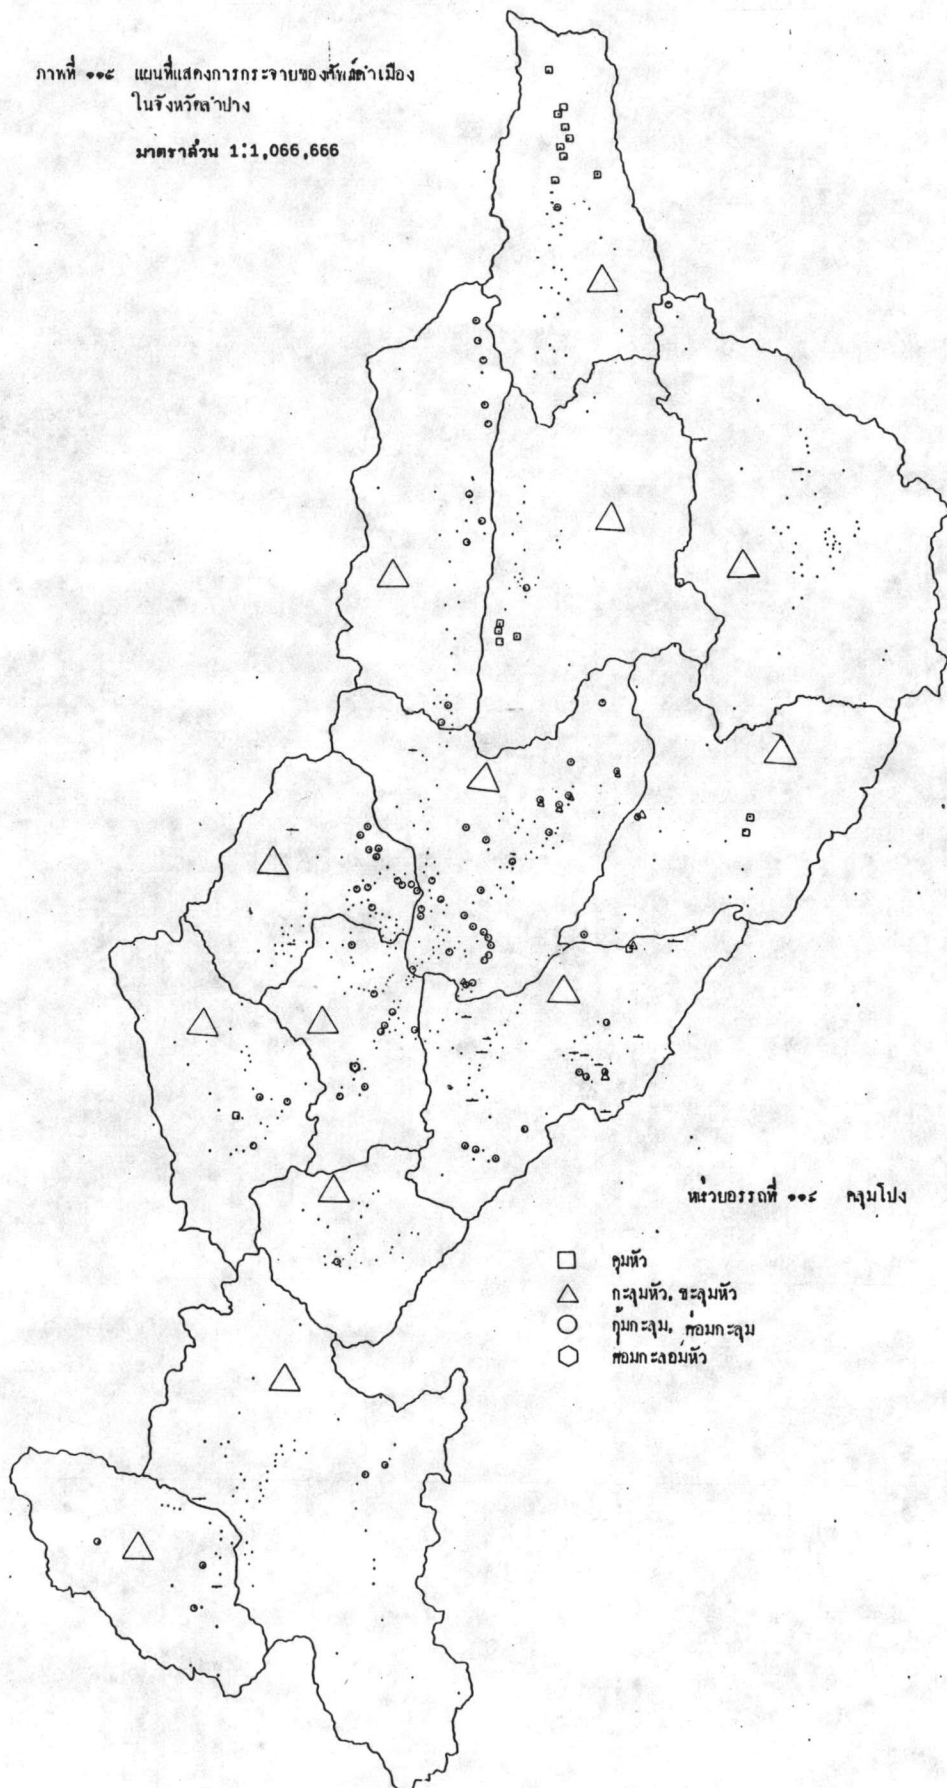 ภาพที่ ๑๑๕ แผนที่แสดงการกระจายของศัพท์คำเมือง
ในจังหวัดลำปาง
มาตราส่วน 1:1,066,666
หน่วยอรรถที่ ๑๑๔ คลุมโปง
คุมหัว
กะลุมหัว, ขะลุมหัว
กุ้มกะลุม, ห่อมกะลุม
หอมกะลอมหัว